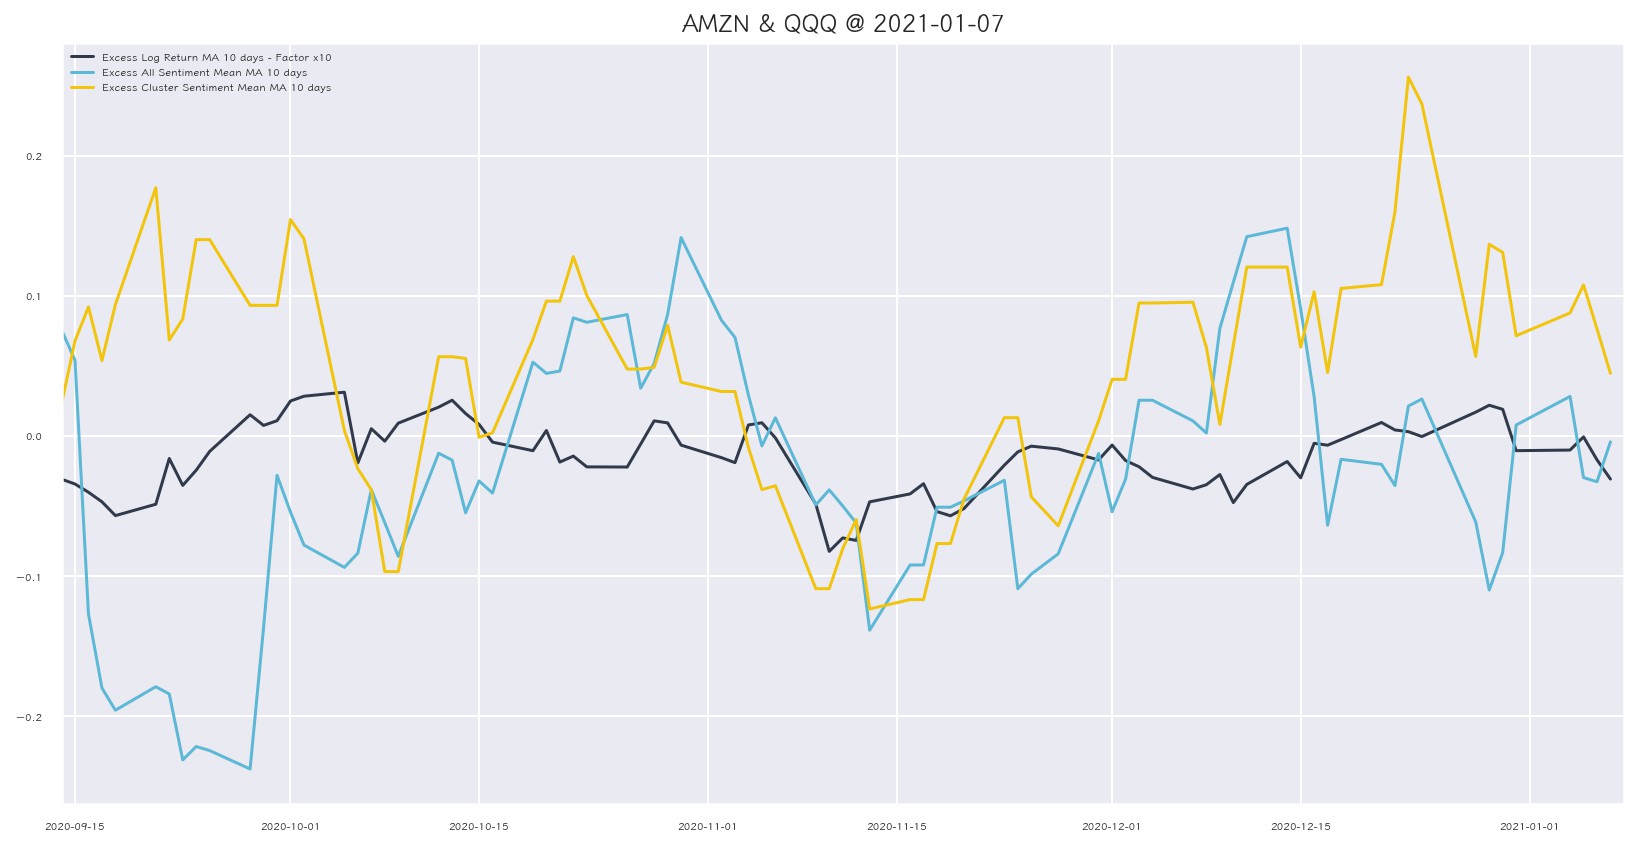 AMZN & QQQ @ 2021-01-07
Excess Log Return MA 10 days - Factor x10
Excess All Sentiment Mean MA 10 days
Excess Cluster Sentiment Mean MA 10 days
0.2
0.1
0.0
−0.1
−0.2
2020-09-15 2020-10-01 2020-10-15 2020-11-01 2020-11-15 2020-12-01 2020-12-15 2021-01-01